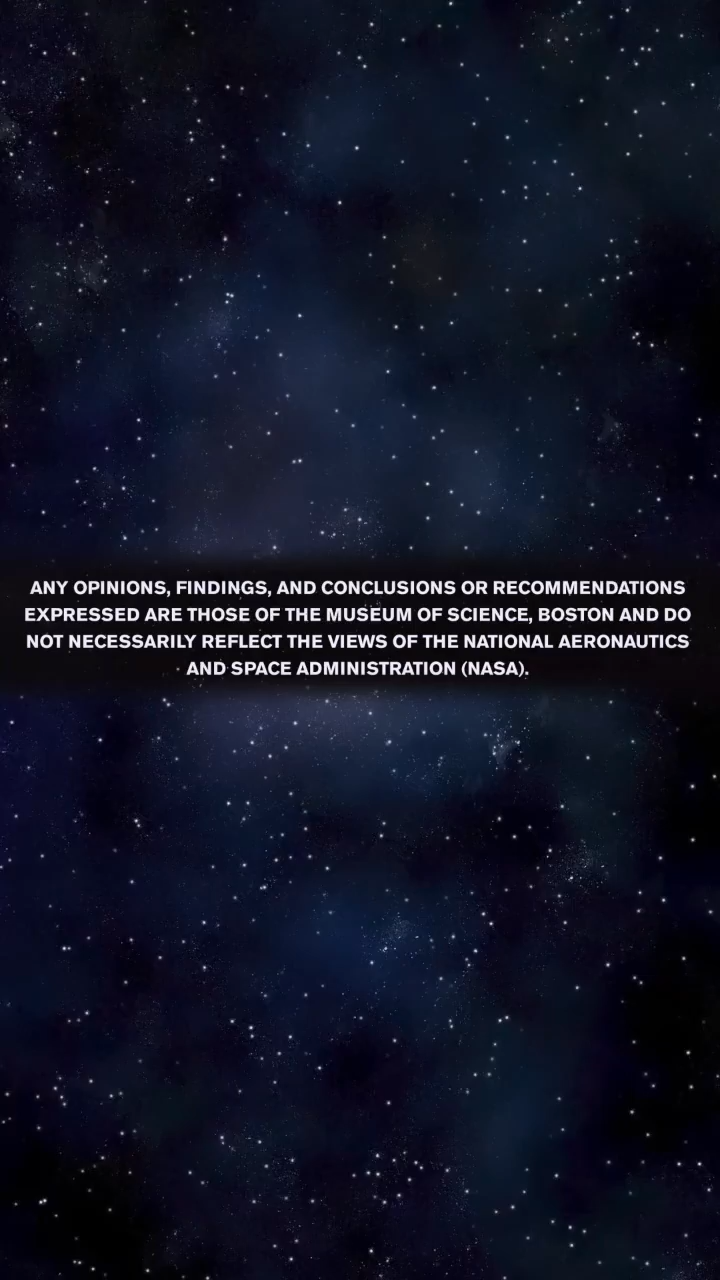 ANY OPINIONS, FINDINGS, AND CONCLUSIONS OR RECOMMENDATIONS
EXPRESSED ARE THOSE OF THE MUSEUM OF SCIENCE, BOSTON AND DO
NOT NECESSARILY REFLECT THE VIEWS OF THE NATIONAL AERONAUTICS
AND SPACE ADMINISTRATION (NASA).